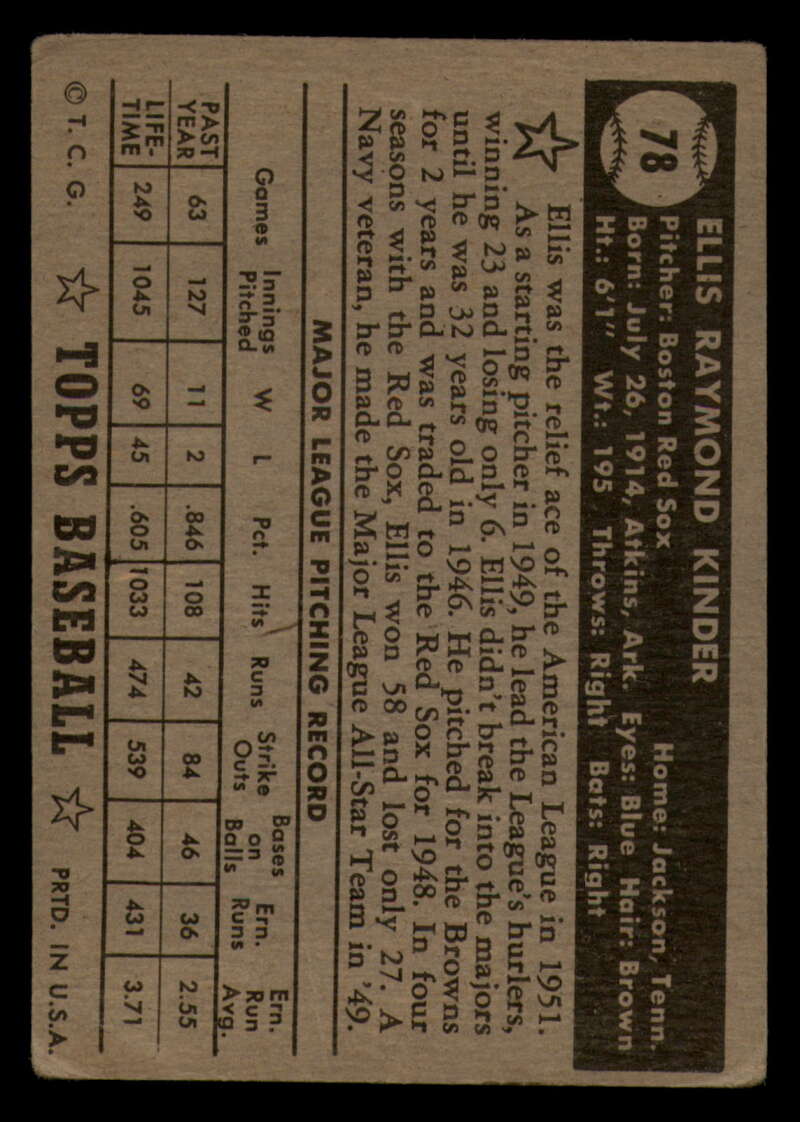 78
ELLIS RAYMOND KINDER
Pitcher: Boston Red Sox Home: Jackson, Tenn.
Born: July 26, 1914, Atkins, Ark. Eyes: Blue Hair: Brown
Ht.: 6'1" Wt.: 195 Throws: Right Bats: Right
Ellis was the relief ace of the American League in 1951.
As a starting pitcher in 1949, he lead the League's hurlers,
winning 23 and losing only 6. Ellis didn't break into the majors
until he was 32 years old in 1946. He pitched for the Browns
for 2 years and was traded to the Red Sox for 1948. In four
seasons with the Red Sox, Ellis won 58 and lost only 27. A
Navy veteran, he made the Major League All-Star Team in '49.
MAJOR LEAGUE PITCHING RECORD
Games Innings Pitched W L Pct. Hits Runs Strike Outs Bases on Balls Ern. Runs Ern. Run Avg.
PAST YEAR 63 127 11 2 .846 108 42 84 46 36 2.55
LIFE-TIME 249 1045 69 45 .605 1033 474 539 404 431 3.71
© T. C. G. TOPPS BASEBALL PRTD. IN U.S.A.